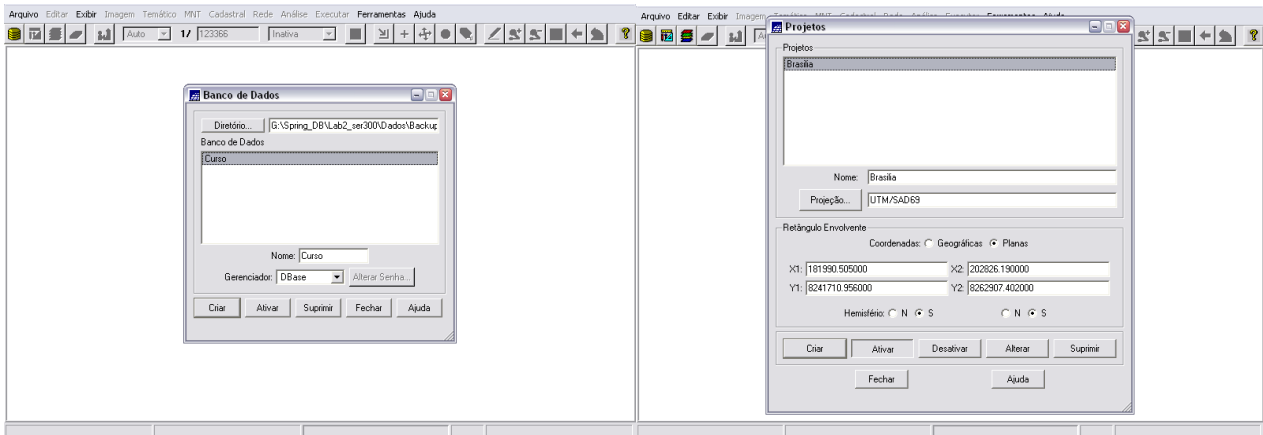 Arquivo Editar Exibir Imagem Temático MNT Cadastral Rede Análise Executar Ferramentas Ajuda
Auto 1/ 123366 Inativa
Banco de Dados
Diretório... G:\Spring_DB\Lab2_ser300\Dados\Backup
Banco de Dados
Curso
Nome: Curso
Gerenciador: DBase Alterar Senha...
Criar Ativar Suprimir Fechar Ajuda
Arquivo Editar Exibir Imagem
Projetos
Projetos
Brasilia
Nome: Brasilia
Projeção... UTM/SAD69
Retângulo Envolvente
Coordenadas: Geográficas Planas
X1: 181990.505000 X2: 202826.190000
Y1: 8241710.956000 Y2: 8262907.402000
Hemisfério: N S N S
Criar Ativar Desativar Alterar Suprimir
Fechar Ajuda